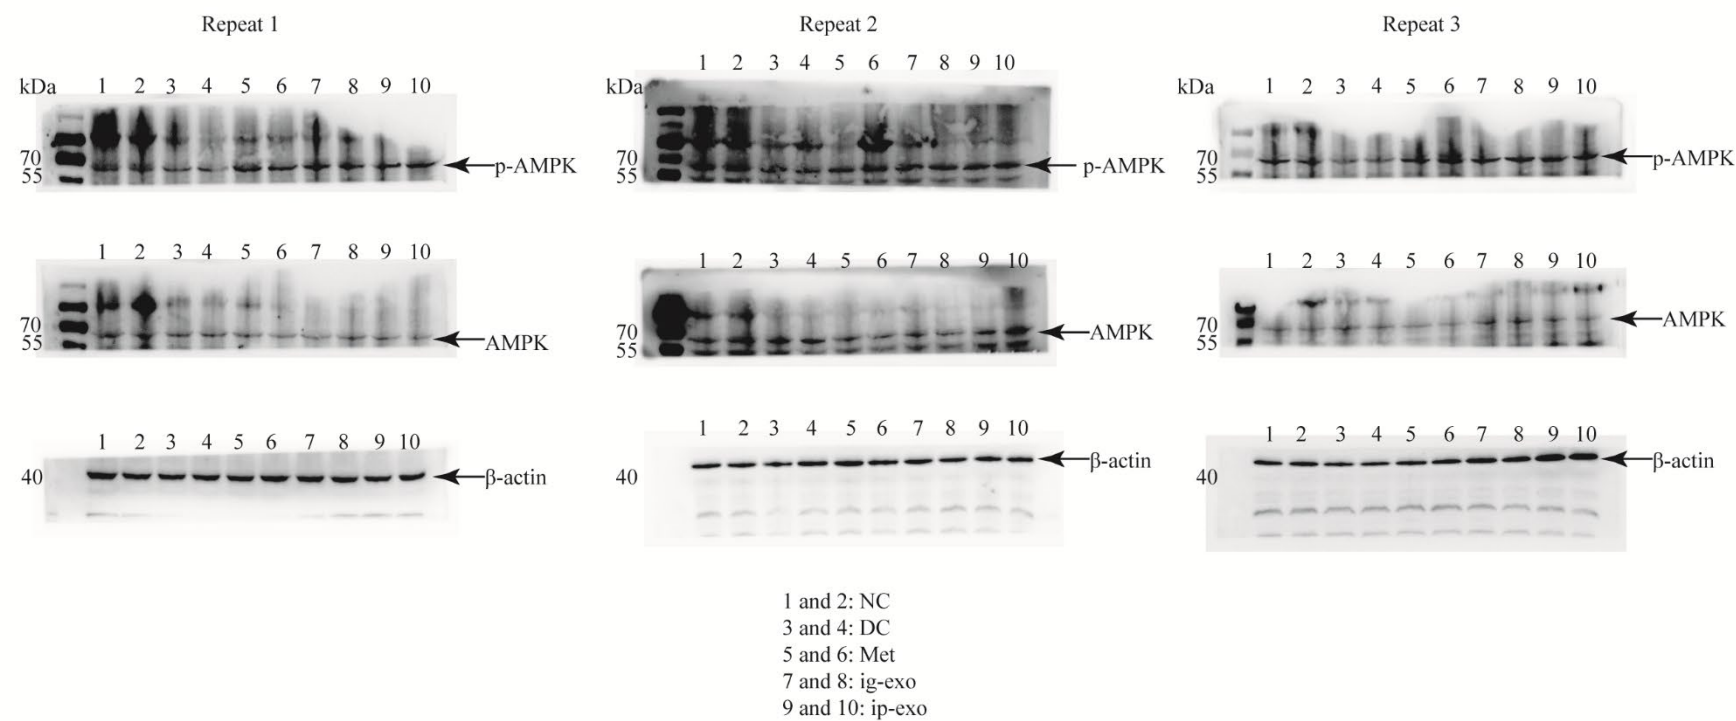 Repeat 1
Repeat 2
Repeat 3
kDa 1 2 3 4 5 6 7 8 9 10
70
55
p-AMPK
kDa 1 2 3 4 5 6 7 8 9 10
70
55
p-AMPK
kDa 1 2 3 4 5 6 7 8 9 10
70
55
p-AMPK
1 2 3 4 5 6 7 8 9 10
70
55
AMPK
1 2 3 4 5 6 7 8 9 10
70
55
AMPK
1 2 3 4 5 6 7 8 9 10
70
55
AMPK
1 2 3 4 5 6 7 8 9 10
40
β-actin
1 2 3 4 5 6 7 8 9 10
40
β-actin
1 2 3 4 5 6 7 8 9 10
40
β-actin
1 and 2: NC
3 and 4: DC
5 and 6: Met
7 and 8: ig-exo
9 and 10: ip-exo